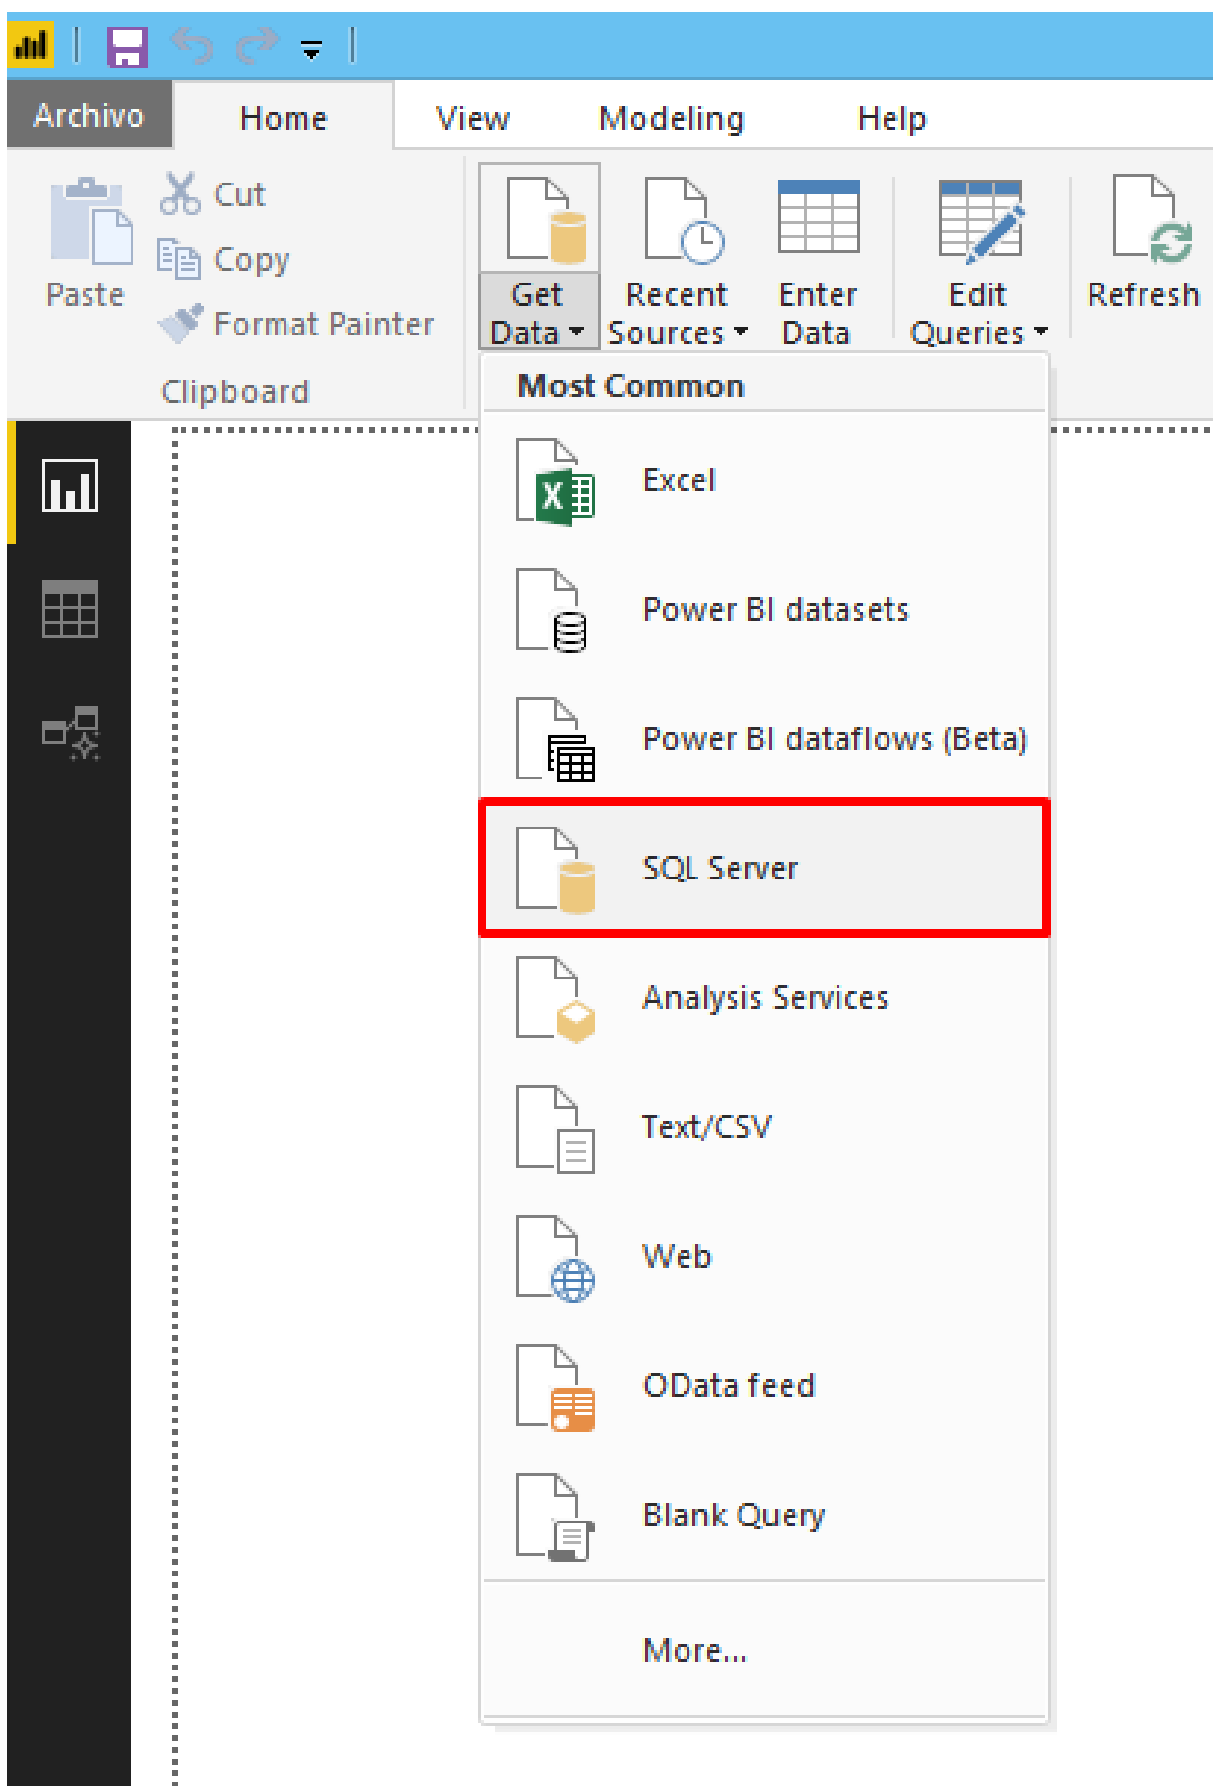 Archivo Home View Modeling Help
Cut
Copy
Format Painter
Paste
Clipboard
Get Data
Recent Sources
Enter Data
Edit Queries
Refresh
Most Common
Excel
Power BI datasets
Power BI dataflows (Beta)
SQL Server
Analysis Services
Text/CSV
Web
OData feed
Blank Query
More...